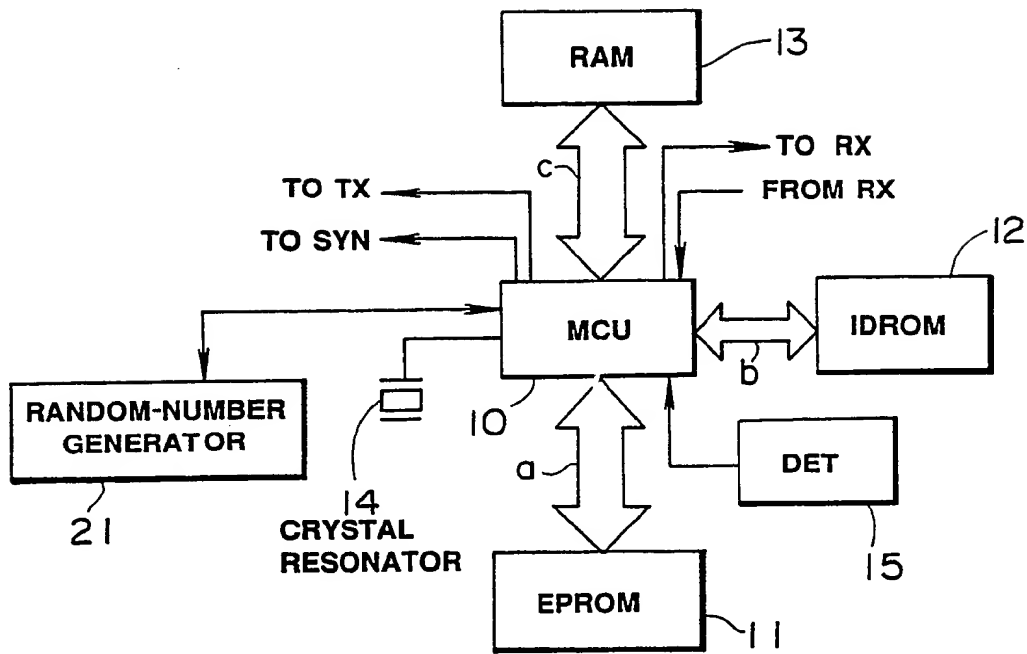 RAM
13
TO RX
FROM RX
c
TO TX
TO SYN
12
MCU
IDROM
b
10
RANDOM-NUMBER
GENERATOR
21
14
CRYSTAL
RESONATOR
a
DET
15
EPROM
11